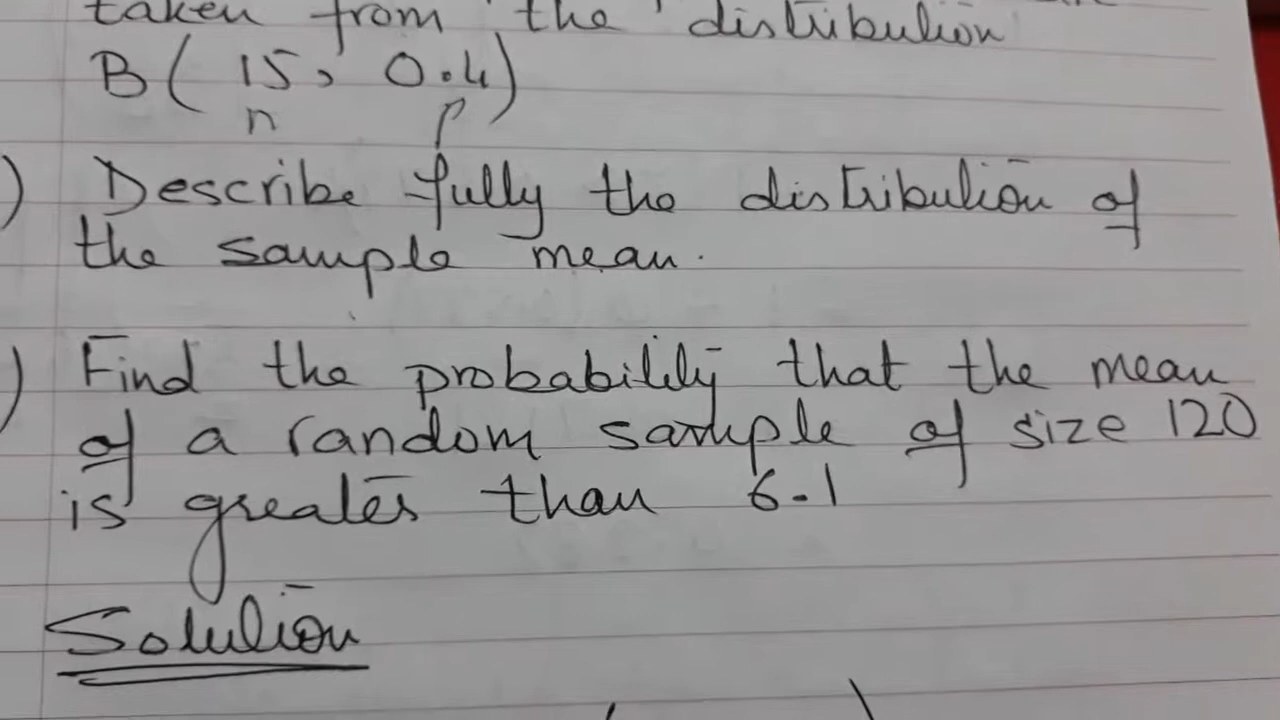 taken from the distribution
B( 15, 0.4)
n p
) Describe fully the distribution of
the sample mean.
) Find the probability that the mean
of a random sample of size 120
is greater than 6.1
Solution